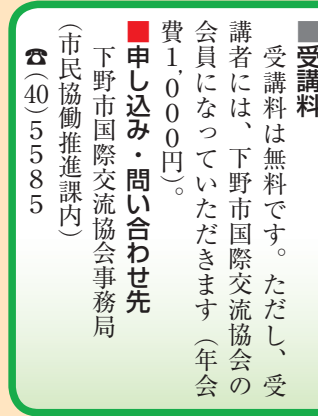 ■受講料
受講料は無料です。ただし、受
講者には、下野市国際交流協会の
会員になっていただきます（年会
費1,000円）。
■申し込み・問い合わせ先
下野市国際交流協会事務局
（市民協働推進課内）
☎(40)5585